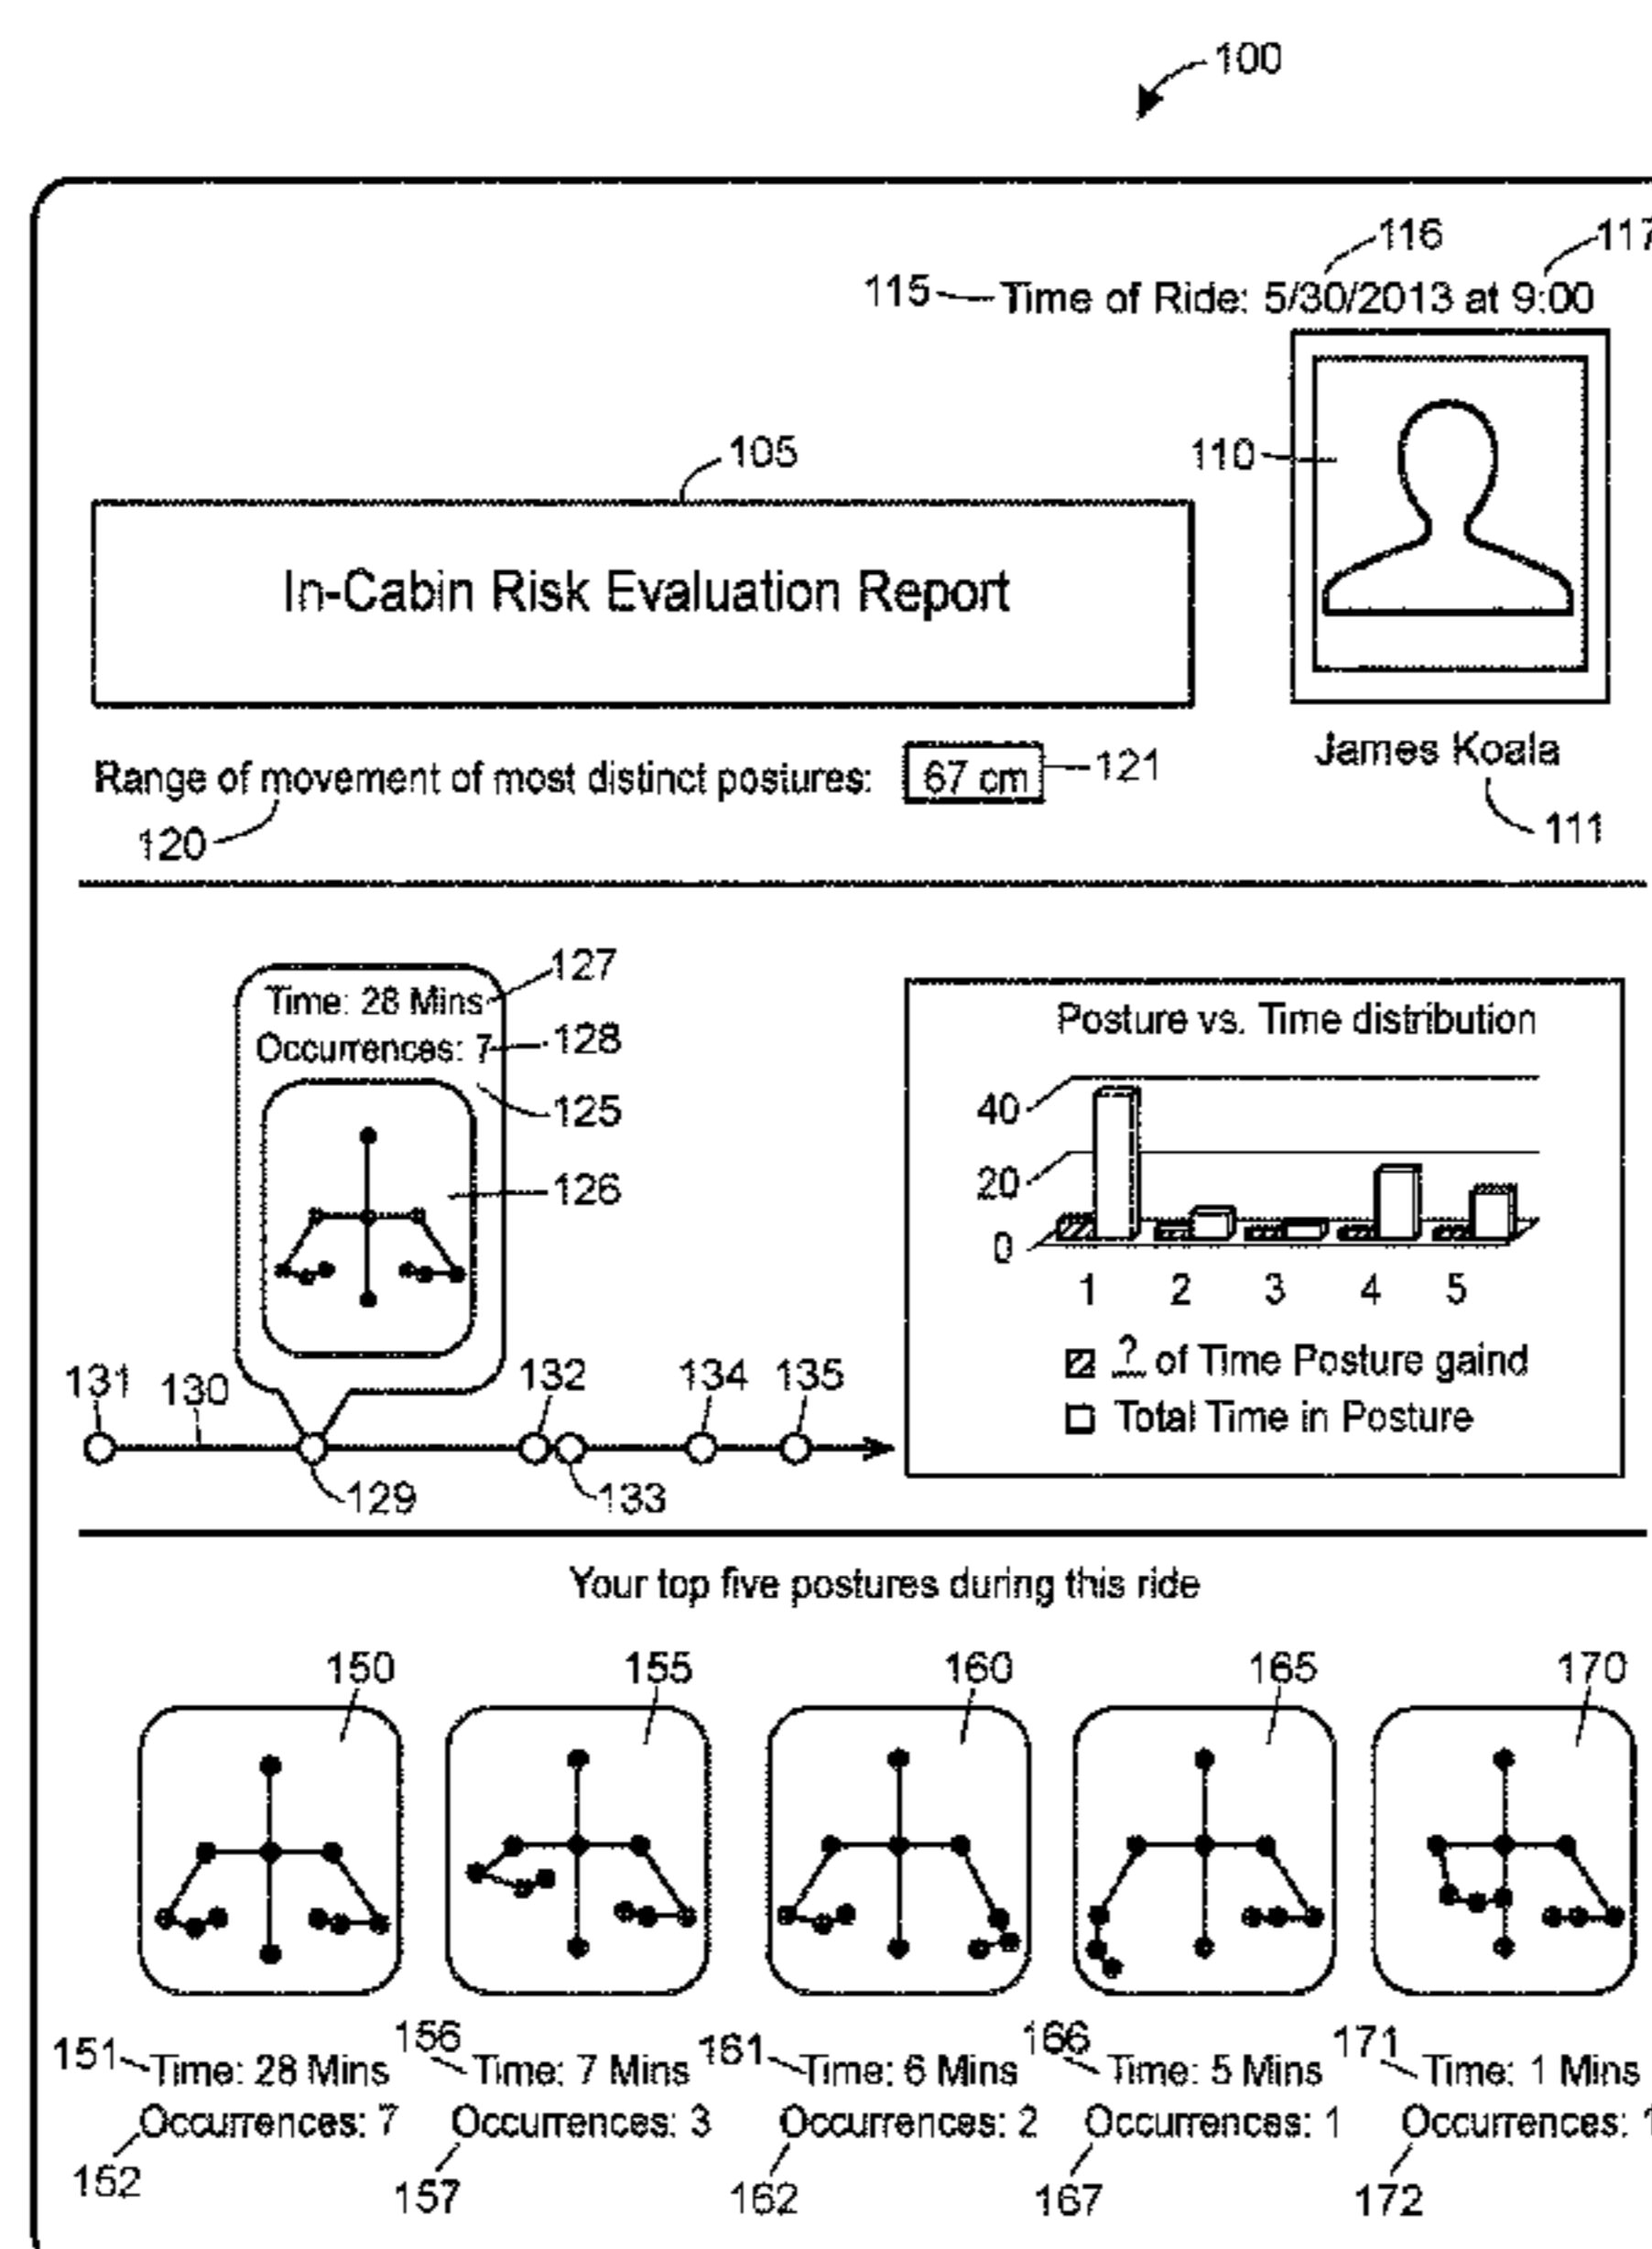 100
116
117
115 Time of Ride: 5/30/2013 at 9:00
105
110
In-Cabin Risk Evaluation Report
James Koala
Range of movement of most distinct postures: 67 cm 121
120
111
127
Time: 28 Mins
Occurrences: 7 128
125
126
Posture vs. Time distribution
40
20
0
1 2 3 4 5
? of Time Posture gaind
Total Time in Posture
131 130 132 134 135
129 133
Your top five postures during this ride
150 155 160 165 170
151 Time: 28 Mins 156 Time: 7 Mins 161 Time: 6 Mins 166 Time: 5 Mins 171 Time: 1 Mins
Occurrences: 7 Occurrences: 3 Occurrences: 2 Occurrences: 1 Occurrences: 1
152 157 162 167 172